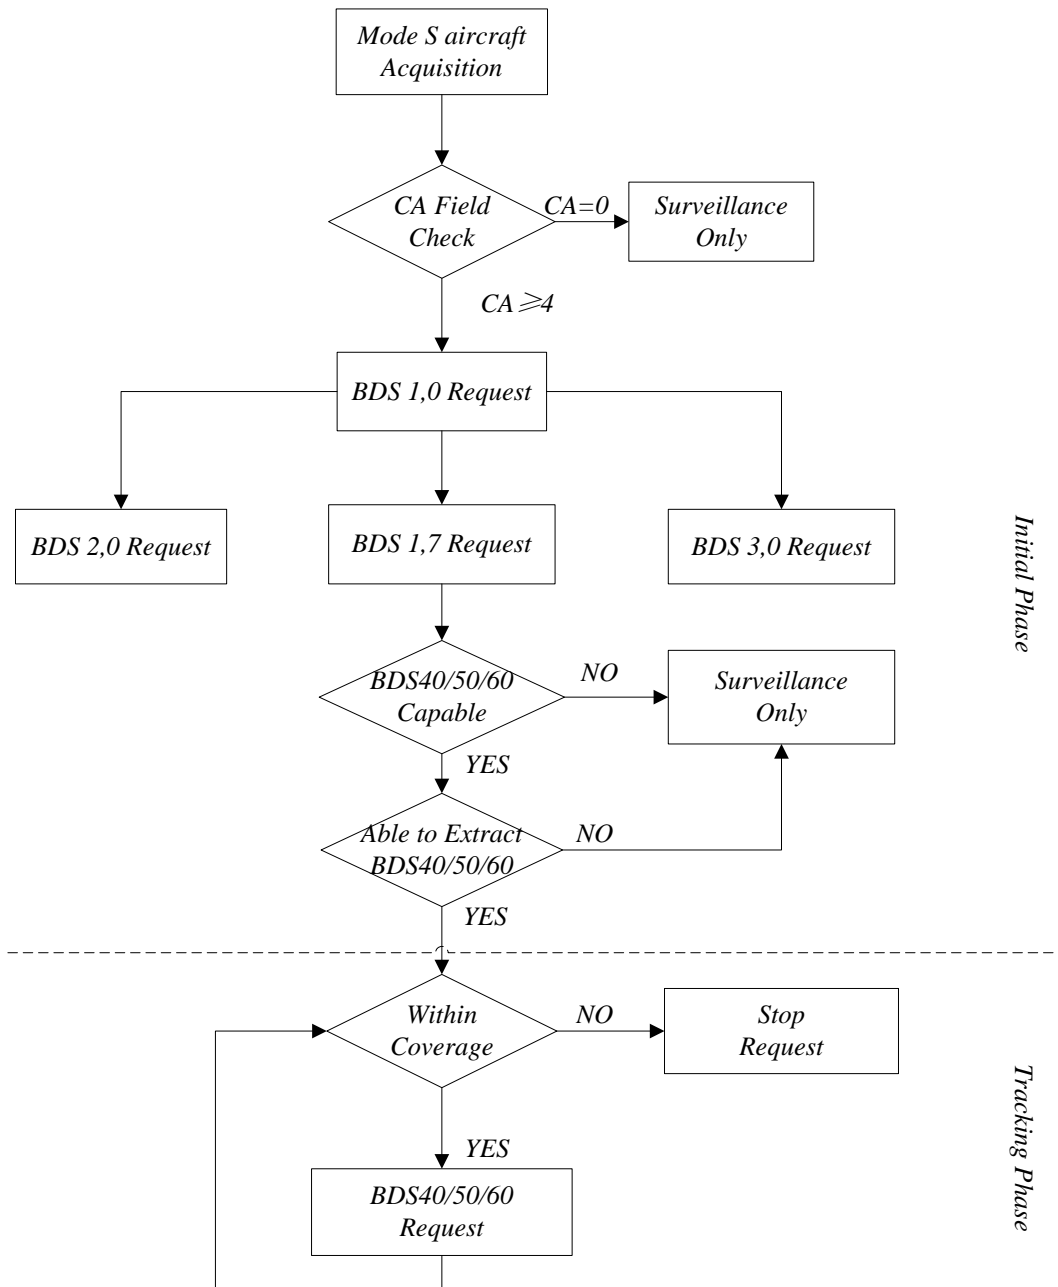 Mode S aircraft
Acquisition
CA Field
Check
CA=0
Surveillance
Only
CA⩾4
BDS 1,0 Request
BDS 2,0 Request
BDS 1,7 Request
BDS 3,0 Request
Initial Phase
BDS40/50/60
Capable
NO
Surveillance
Only
YES
Able to Extract
BDS40/50/60
NO
YES
Within
Coverage
NO
Stop
Request
Tracking Phase
YES
BDS40/50/60
Request